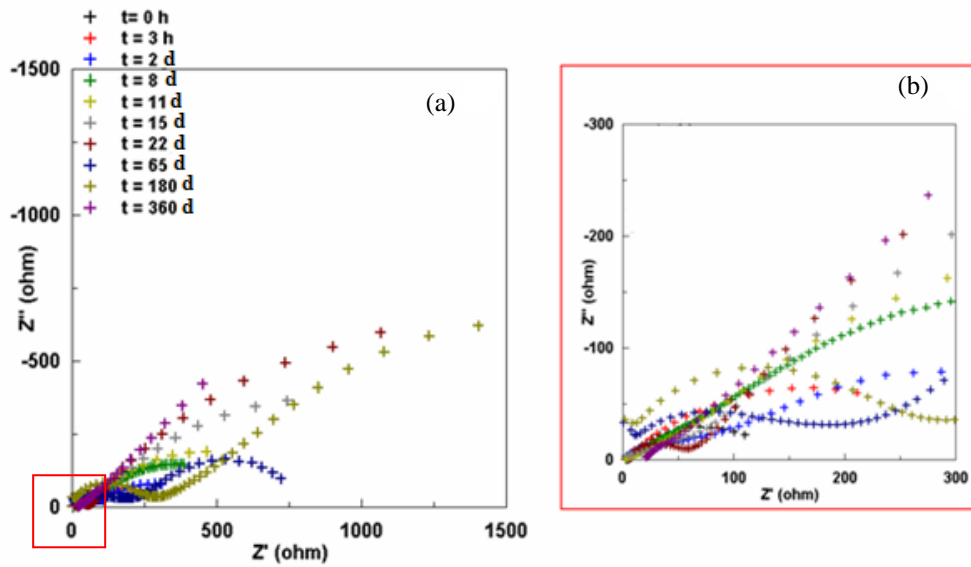 t= 0 h
t = 3 h
t = 2 d
t = 8 d
t = 11 d
t = 15 d
t = 22 d
t = 65 d
t = 180 d
t = 360 d
(a)
-1500
-1000
-500
0
Z'' (ohm)
0
500
1000
1500
Z' (ohm)
(b)
-300
-200
-100
0
Z'' (ohm)
0
100
200
300
Z' (ohm)